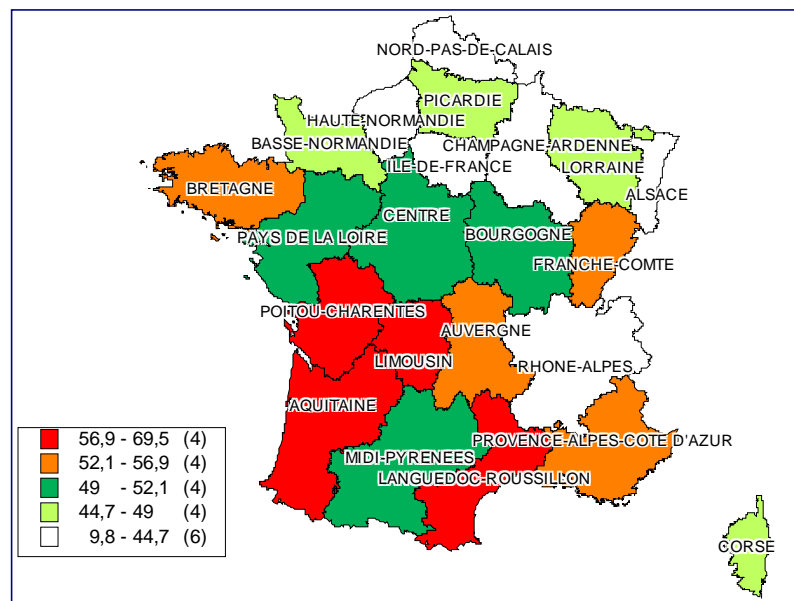 NORD-PAS-DE-CALAIS
PICARDIE
HAUTE-NORMANDIE
BASSE-NORMANDIE
CHAMPAGNE-ARDENNE
ILE-DE-FRANCE
LORRAINE
ALSACE
BRETAGNE
CENTRE
PAYS DE LA LOIRE
BOURGOGNE
FRANCHE-COMTE
POITOU-CHARENTES
AUVERGNE
LIMOUSIN
RHONE-ALPES
AQUITAINE
PROVENCE-ALPES-COTE D'AZUR
MIDI-PYRENEES
LANGUEDOC-ROUSSILLON
CORSE
56,9 - 69,5 (4)
52,1 - 56,9 (4)
49 - 52,1 (4)
44,7 - 49 (4)
9,8 - 44,7 (6)